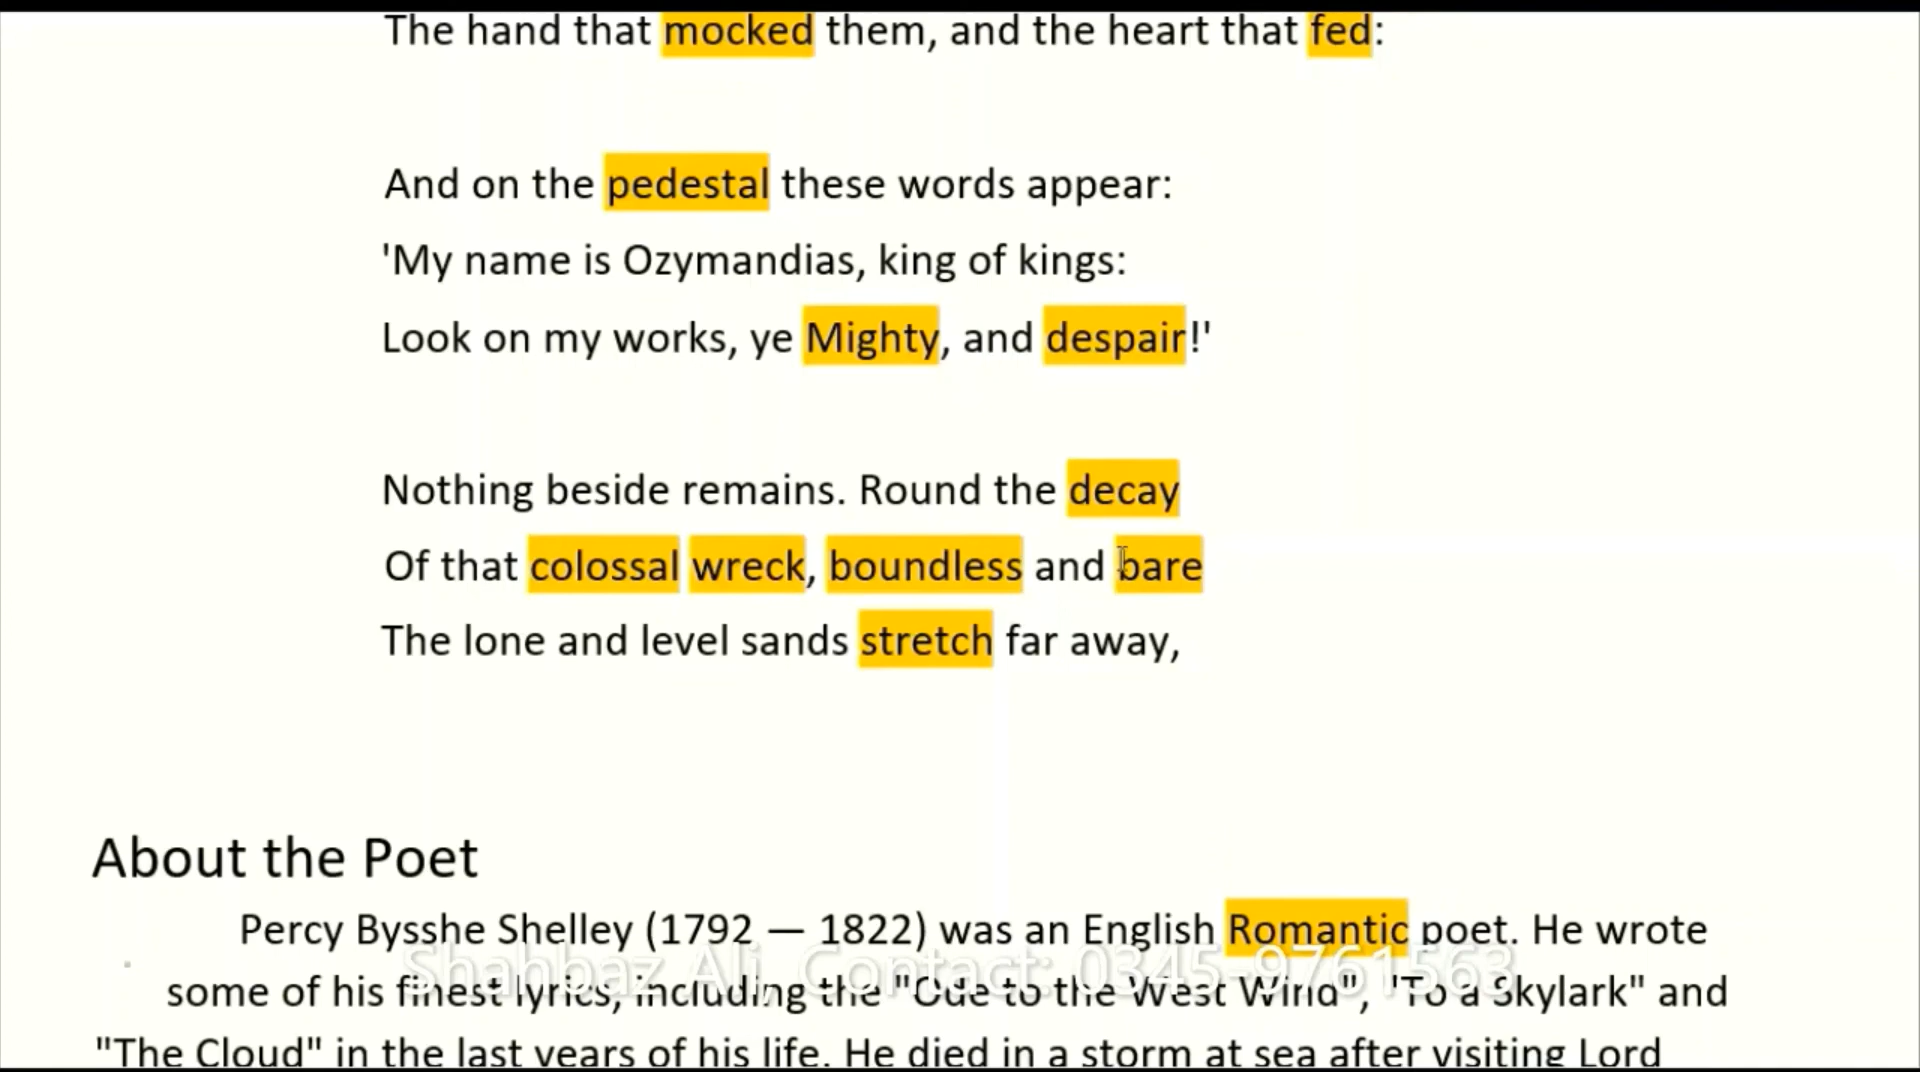 The hand that mocked them, and the heart that fed:
And on the pedestal these words appear:
'My name is Ozymandias, king of kings:
Look on my works, ye Mighty, and despair!'
Nothing beside remains. Round the decay
Of that colossal wreck, boundless and bare
The lone and level sands stretch far away,
About the Poet
Percy Bysshe Shelley (1792 — 1822) was an English Romantic poet. He wrote
Shahbaz Ali, Contact: 0345-9761563
some of his finest lyrics, including the "Ode to the West Wind", "To a Skylark" and
"The Cloud" in the last years of his life. He died in a storm at sea after visiting Lord